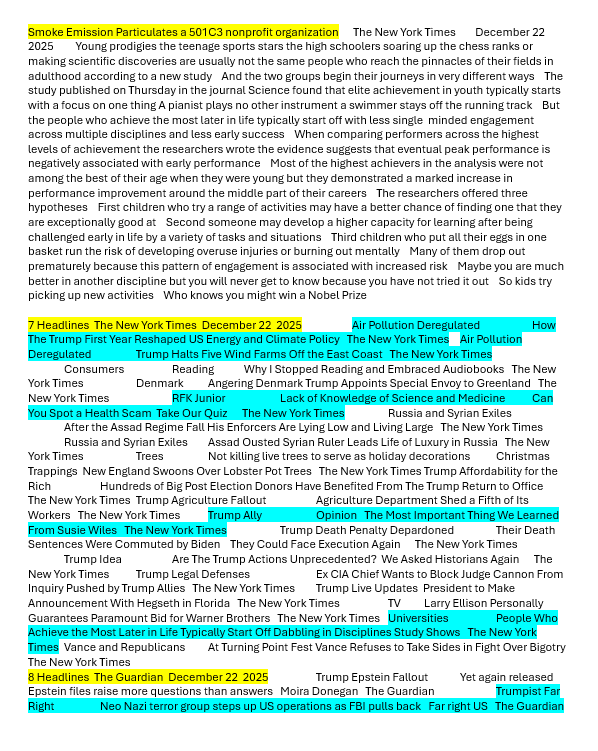 Smoke Emission Particulates a 501C3 nonprofit organization The New York Times December 22
2025 Young prodigies the teenage sports stars the high schoolers soaring up the chess ranks or
making scientific discoveries are usually not the same people who reach the pinnacles of their fields in
adulthood according to a new study And the two groups begin their journeys in very different ways The
study published on Thursday in the journal Science found that elite achievement in youth typically starts
with a focus on one thing A pianist plays no other instrument a swimmer stays off the running track But
the people who achieve the most later in life typically start off with less single minded engagement
across multiple disciplines and less early success When comparing performers across the highest
levels of achievement the researchers wrote the evidence suggests that eventual peak performance is
negatively associated with early performance Most of the highest achievers in the analysis were not
among the best of their age when they were young but they demonstrated a marked increase in
performance improvement around the middle part of their careers The researchers offered three
hypotheses First children who try a range of activities may have a better chance of finding one that they
are exceptionally good at Second someone may develop a higher capacity for learning after being
challenged early in life by a variety of tasks and situations Third children who put all their eggs in one
basket run the risk of developing overuse injuries or burning out mentally Many of them drop out
prematurely because this pattern of engagement is associated with increased risk Maybe you are much
better in another discipline but you will never get to know because you have not tried it out So kids try
picking up new activities Who knows you might win a Nobel Prize
7 Headlines The New York Times December 22 2025 Air Pollution Deregulated How
The Trump First Year Reshaped US Energy and Climate Policy The New York Times Air Pollution
Deregulated Trump Halts Five Wind Farms Off the East Coast The New York Times
Consumers Reading Why I Stopped Reading and Embraced Audiobooks The New
York Times Denmark Angering Denmark Trump Appoints Special Envoy to Greenland The
New York Times RFK Junior Lack of Knowledge of Science and Medicine Can
You Spot a Health Scam Take Our Quiz The New York Times Russia and Syrian Exiles
After the Assad Regime Fall His Enforcers Are Lying Low and Living Large The New York Times
Russia and Syrian Exiles Assad Ousted Syrian Ruler Leads Life of Luxury in Russia The New
York Times Trees Not killing live trees to serve as holiday decorations Christmas
Trappings New England Swoons Over Lobster Pot Trees The New York Times Trump Affordability for the
Rich Hundreds of Big Post Election Donors Have Benefited From The Trump Return to Office
The New York Times Trump Agriculture Fallout Agriculture Department Shed a Fifth of Its
Workers The New York Times Trump Ally Opinion The Most Important Thing We Learned
From Susie Wiles The New York Times Trump Death Penalty Depardoned Their Death
Sentences Were Commuted by Biden They Could Face Execution Again The New York Times
Trump Idea Are The Trump Actions Unprecedented? We Asked Historians Again The
New York Times Trump Legal Defenses Ex CIA Chief Wants to Block Judge Cannon From
Inquiry Pushed by Trump Allies The New York Times Trump Live Updates President to Make
Announcement With Hegseth in Florida The New York Times TV Larry Ellison Personally
Guarantees Paramount Bid for Warner Brothers The New York Times Universities People Who
Achieve the Most Later in Life Typically Start Off Dabbling in Disciplines Study Shows The New York
Times Vance and Republicans At Turning Point Fest Vance Refuses to Take Sides in Fight Over Bigotry
The New York Times
8 Headlines The Guardian December 22 2025 Trump Epstein Fallout Yet again released
Epstein files raise more questions than answers Moira Donegan The Guardian Trumpist Far
Right Neo Nazi terror group steps up US operations as FBI pulls back Far right US The Guardian